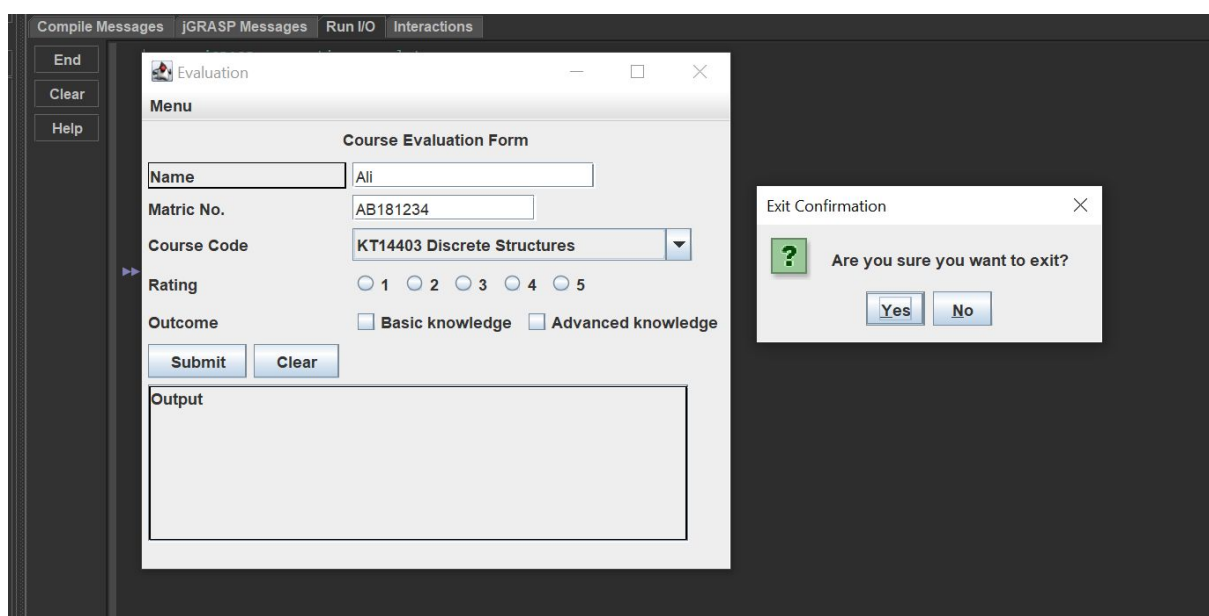 Compile Messages jGRASP Messages Run I/O Interactions
End
Clear
Help
Evaluation
Menu
Course Evaluation Form
Name Ali
Matric No. AB181234
Course Code KT14403 Discrete Structures
Rating 1 2 3 4 5
Outcome Basic knowledge Advanced knowledge
Submit Clear
Output
Exit Confirmation
? Are you sure you want to exit?
Yes No